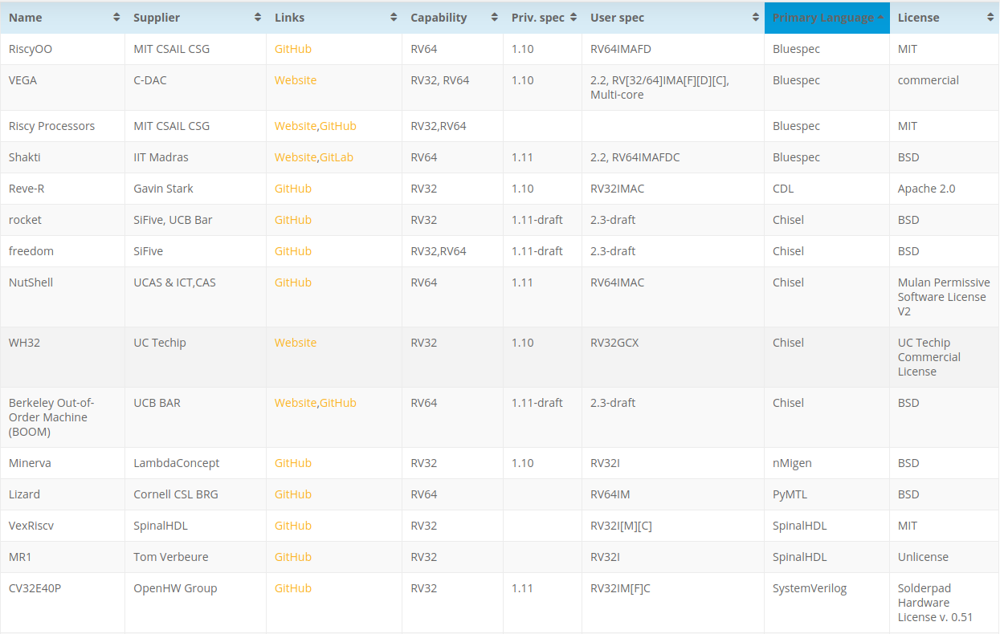 Name Supplier Links Capability Priv. spec User spec Primary Language License
RiscyOO MIT CSAIL CSG GitHub RV64 1.10 RV64IMAFD Bluespec MIT
VEGA C-DAC Website RV32, RV64 1.10 2.2, RV[32/64]IMA[F][D][C], Bluespec commercial
Multi-core
Riscy Processors MIT CSAIL CSG Website,GitHub RV32,RV64 Bluespec MIT
Shakti IIT Madras Website,GitLab RV64 1.11 2.2, RV64IMAFDC Bluespec BSD
Reve-R Gavin Stark GitHub RV32 1.10 RV32IMAC CDL Apache 2.0
rocket SiFive, UCB Bar GitHub RV32 1.11-draft 2.3-draft Chisel BSD
freedom SiFive GitHub RV32,RV64 1.11-draft 2.3-draft Chisel BSD
NutShell UCAS & ICT,CAS GitHub RV64 1.11 RV64IMAC Chisel Mulan Permissive
Software License
V2
WH32 UC Techip Website RV32 1.10 RV32GCX Chisel UC Techip
Commercial
License
Berkeley Out-of- UCB BAR Website,GitHub RV64 1.11-draft 2.3-draft Chisel BSD
Order Machine
(BOOM)
Minerva LambdaConcept GitHub RV32 1.10 RV32I nMigen BSD
Lizard Cornell CSL BRG GitHub RV64 RV64IM PyMTL BSD
VexRiscv SpinalHDL GitHub RV32 RV32I[M][C] SpinalHDL MIT
MR1 Tom Verbeure GitHub RV32 RV32I SpinalHDL Unlicense
CV32E40P OpenHW Group GitHub RV32 1.11 RV32IM[F]C SystemVerilog Solderpad
Hardware
License v. 0.51